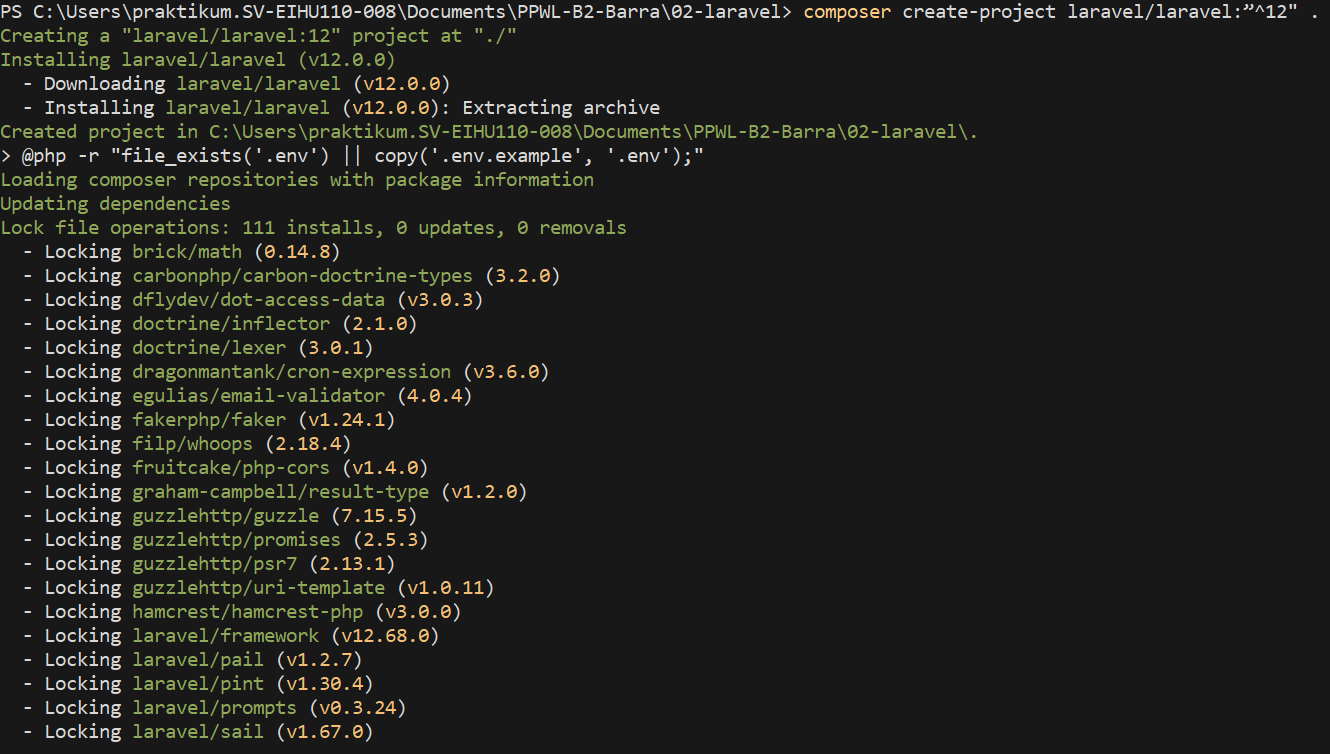 PS C:\Users\praktikum.SV-EIHU110-008\Documents\PPWL-B2-Barra\02-laravel> composer create-project laravel/laravel:”^12" .
Creating a "laravel/laravel:12" project at "./"
Installing laravel/laravel (v12.0.0)
  - Downloading laravel/laravel (v12.0.0)
  - Installing laravel/laravel (v12.0.0): Extracting archive
Created project in C:\Users\praktikum.SV-EIHU110-008\Documents\PPWL-B2-Barra\02-laravel\.
> @php -r "file_exists('.env') || copy('.env.example', '.env');"
Loading composer repositories with package information
Updating dependencies
Lock file operations: 111 installs, 0 updates, 0 removals
  - Locking brick/math (0.14.8)
  - Locking carbonphp/carbon-doctrine-types (3.2.0)
  - Locking dflydev/dot-access-data (v3.0.3)
  - Locking doctrine/inflector (2.1.0)
  - Locking doctrine/lexer (3.0.1)
  - Locking dragonmantank/cron-expression (v3.6.0)
  - Locking egulias/email-validator (4.0.4)
  - Locking fakerphp/faker (v1.24.1)
  - Locking filp/whoops (2.18.4)
  - Locking fruitcake/php-cors (v1.4.0)
  - Locking graham-campbell/result-type (v1.2.0)
  - Locking guzzlehttp/guzzle (7.15.5)
  - Locking guzzlehttp/promises (2.5.3)
  - Locking guzzlehttp/psr7 (2.13.1)
  - Locking guzzlehttp/uri-template (v1.0.11)
  - Locking hamcrest/hamcrest-php (v3.0.0)
  - Locking laravel/framework (v12.68.0)
  - Locking laravel/pail (v1.2.7)
  - Locking laravel/pint (v1.30.4)
  - Locking laravel/prompts (v0.3.24)
  - Locking laravel/sail (v1.67.0)